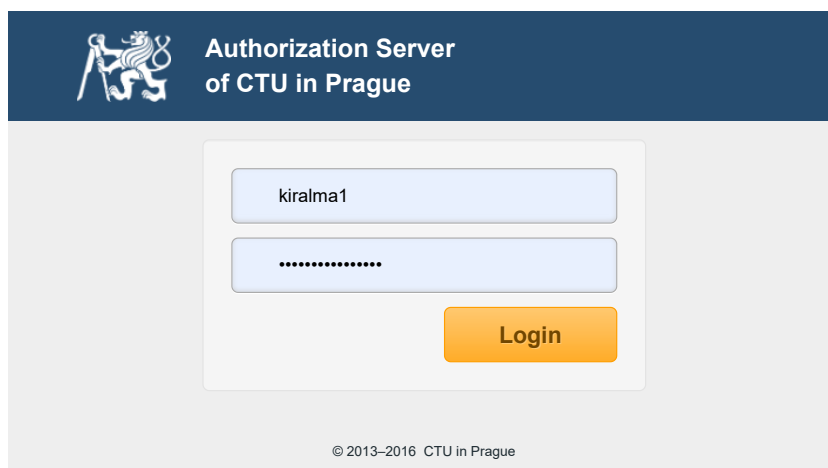 Authorization Server
of CTU in Prague
kiralma1
••••••••••••••••
Login
© 2013–2016 CTU in Prague